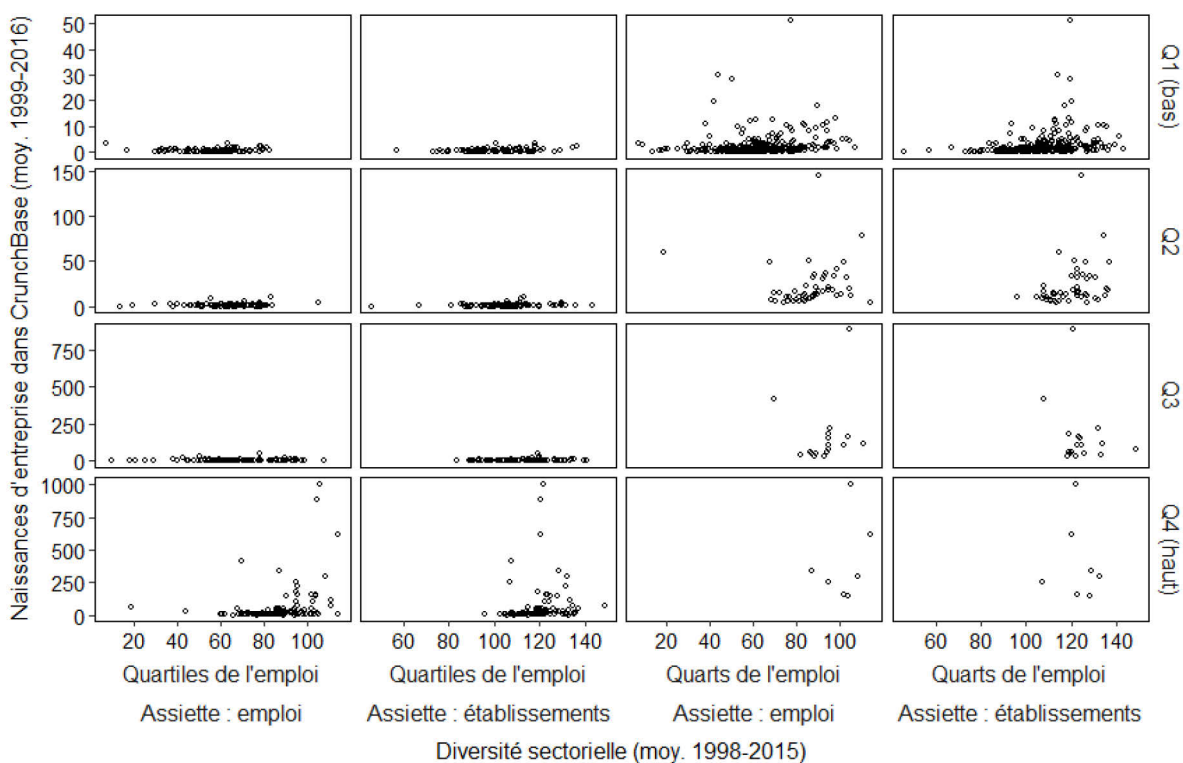 Naissances d'entreprise dans CrunchBase (moy. 1999-2016)
50
40
30
20
10
0
Q1 (bas)
150
100
50
0
Q2
750
500
250
0
Q3
1000
750
500
250
0
Q4 (haut)
20 40 60 80 100 60 80 100 120 140 20 40 60 80 100 60 80 100 120 140
Quartiles de l'emploi Quartiles de l'emploi Quarts de l'emploi Quarts de l'emploi
Assiette : emploi Assiette : établissements Assiette : emploi Assiette : établissements
Diversité sectorielle (moy. 1998-2015)